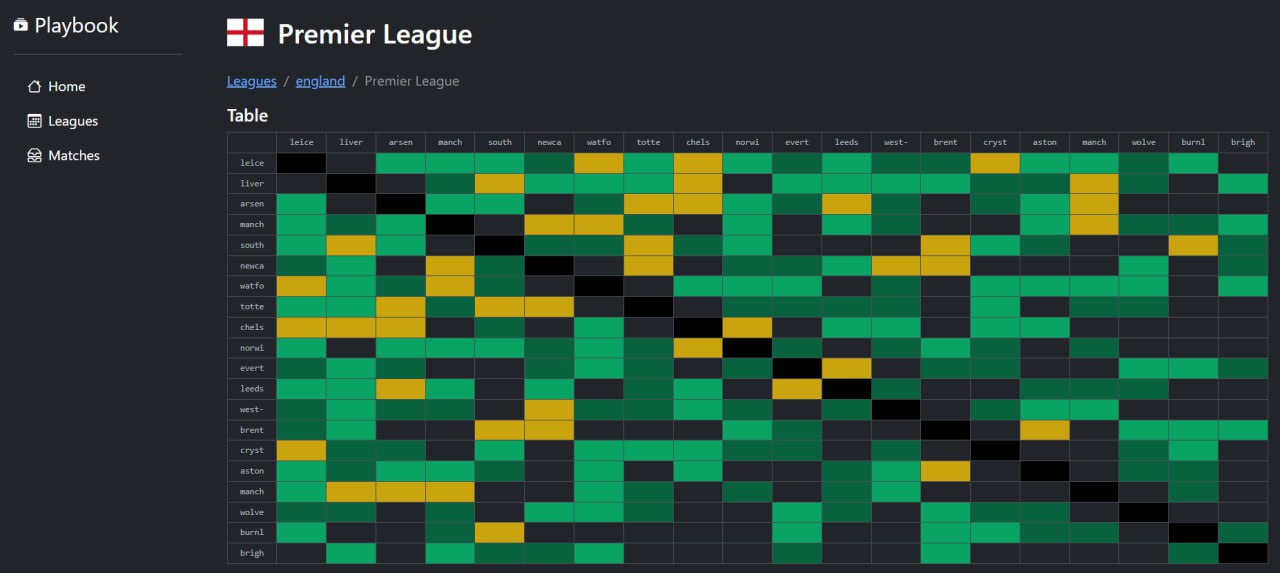 Playbook
Home
Leagues
Matches
Premier League
Leagues / england / Premier League
Table
leice liver arsen manch south newca watfo totte chels norwi evert leeds west- brent cryst aston manch wolve burnl brigh
leice
liver
arsen
manch
south
newca
watfo
totte
chels
norwi
evert
leeds
west-
brent
cryst
aston
manch
wolve
burnl
brigh